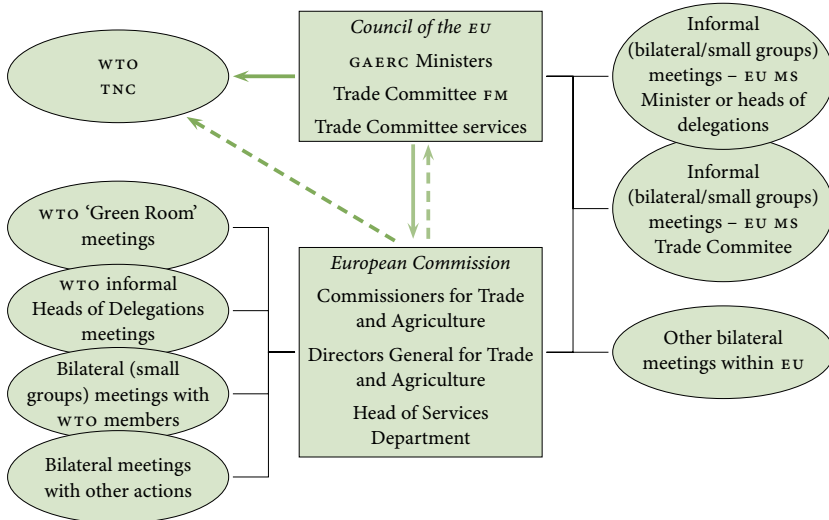 WTO
TNC
Council of the EU
GAERC Ministers
Trade Committee FM
Trade Committee services
Informal
(bilateral/small groups)
meetings – EU MS
Minister or heads of
delegations
Informal
(bilateral/small groups)
meetings – EU MS
Trade Commitee
WTO ‘Green Room’
meetings
WTO informal
Heads of Delegations
meetings
Bilateral (small
groups) meetings with
WTO members
Bilateral meetings
with other actions
European Commission
Commissioners for Trade
and Agriculture
Directors General for Trade
and Agriculture
Head of Services
Department
Other bilateral
meetings within EU